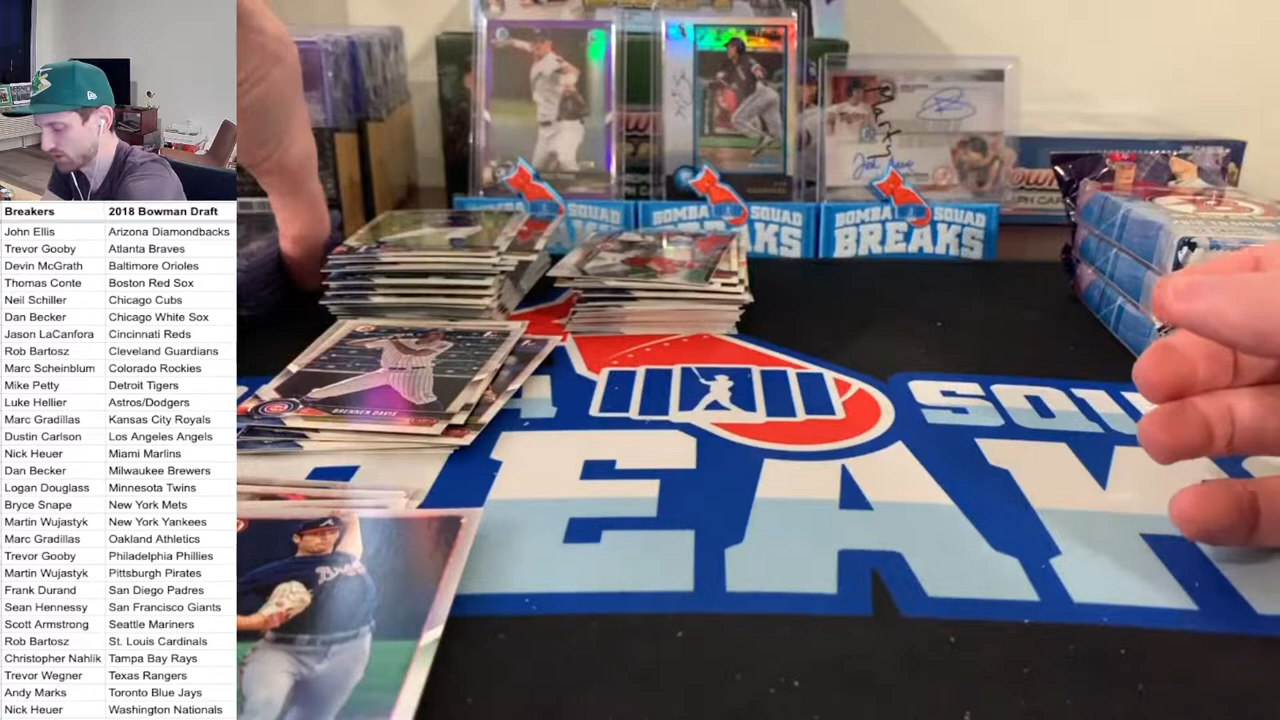 Breakers 2018 Bowman Draft
John Ellis Arizona Diamondbacks
Trevor Gooby Atlanta Braves
Devin McGrath Baltimore Orioles
Thomas Conte Boston Red Sox
Neil Schiller Chicago Cubs
Dan Becker Chicago White Sox
Jason LaCanfora Cincinnati Reds
Rob Bartosz Cleveland Guardians
Marc Scheinblum Colorado Rockies
Mike Petty Detroit Tigers
Luke Hellier Astros/Dodgers
Marc Gradillas Kansas City Royals
Dustin Carlson Los Angeles Angels
Nick Heuer Miami Marlins
Dan Becker Milwaukee Brewers
Logan Douglass Minnesota Twins
Bryce Snape New York Mets
Martin Wujastyk New York Yankees
Marc Gradillas Oakland Athletics
Trevor Gooby Philadelphia Phillies
Martin Wujastyk Pittsburgh Pirates
Frank Durand San Diego Padres
Sean Hennessy San Francisco Giants
Scott Armstrong Seattle Mariners
Rob Bartosz St. Louis Cardinals
Christopher Nahlik Tampa Bay Rays
Trevor Wegner Texas Rangers
Andy Marks Toronto Blue Jays
Nick Heuer Washington Nationals
SQUAD
BOMBA SQUAD
BREAKS
BOMBA SQUAD
BREAKS
BRENNEN DAVIS
SQU
REAK